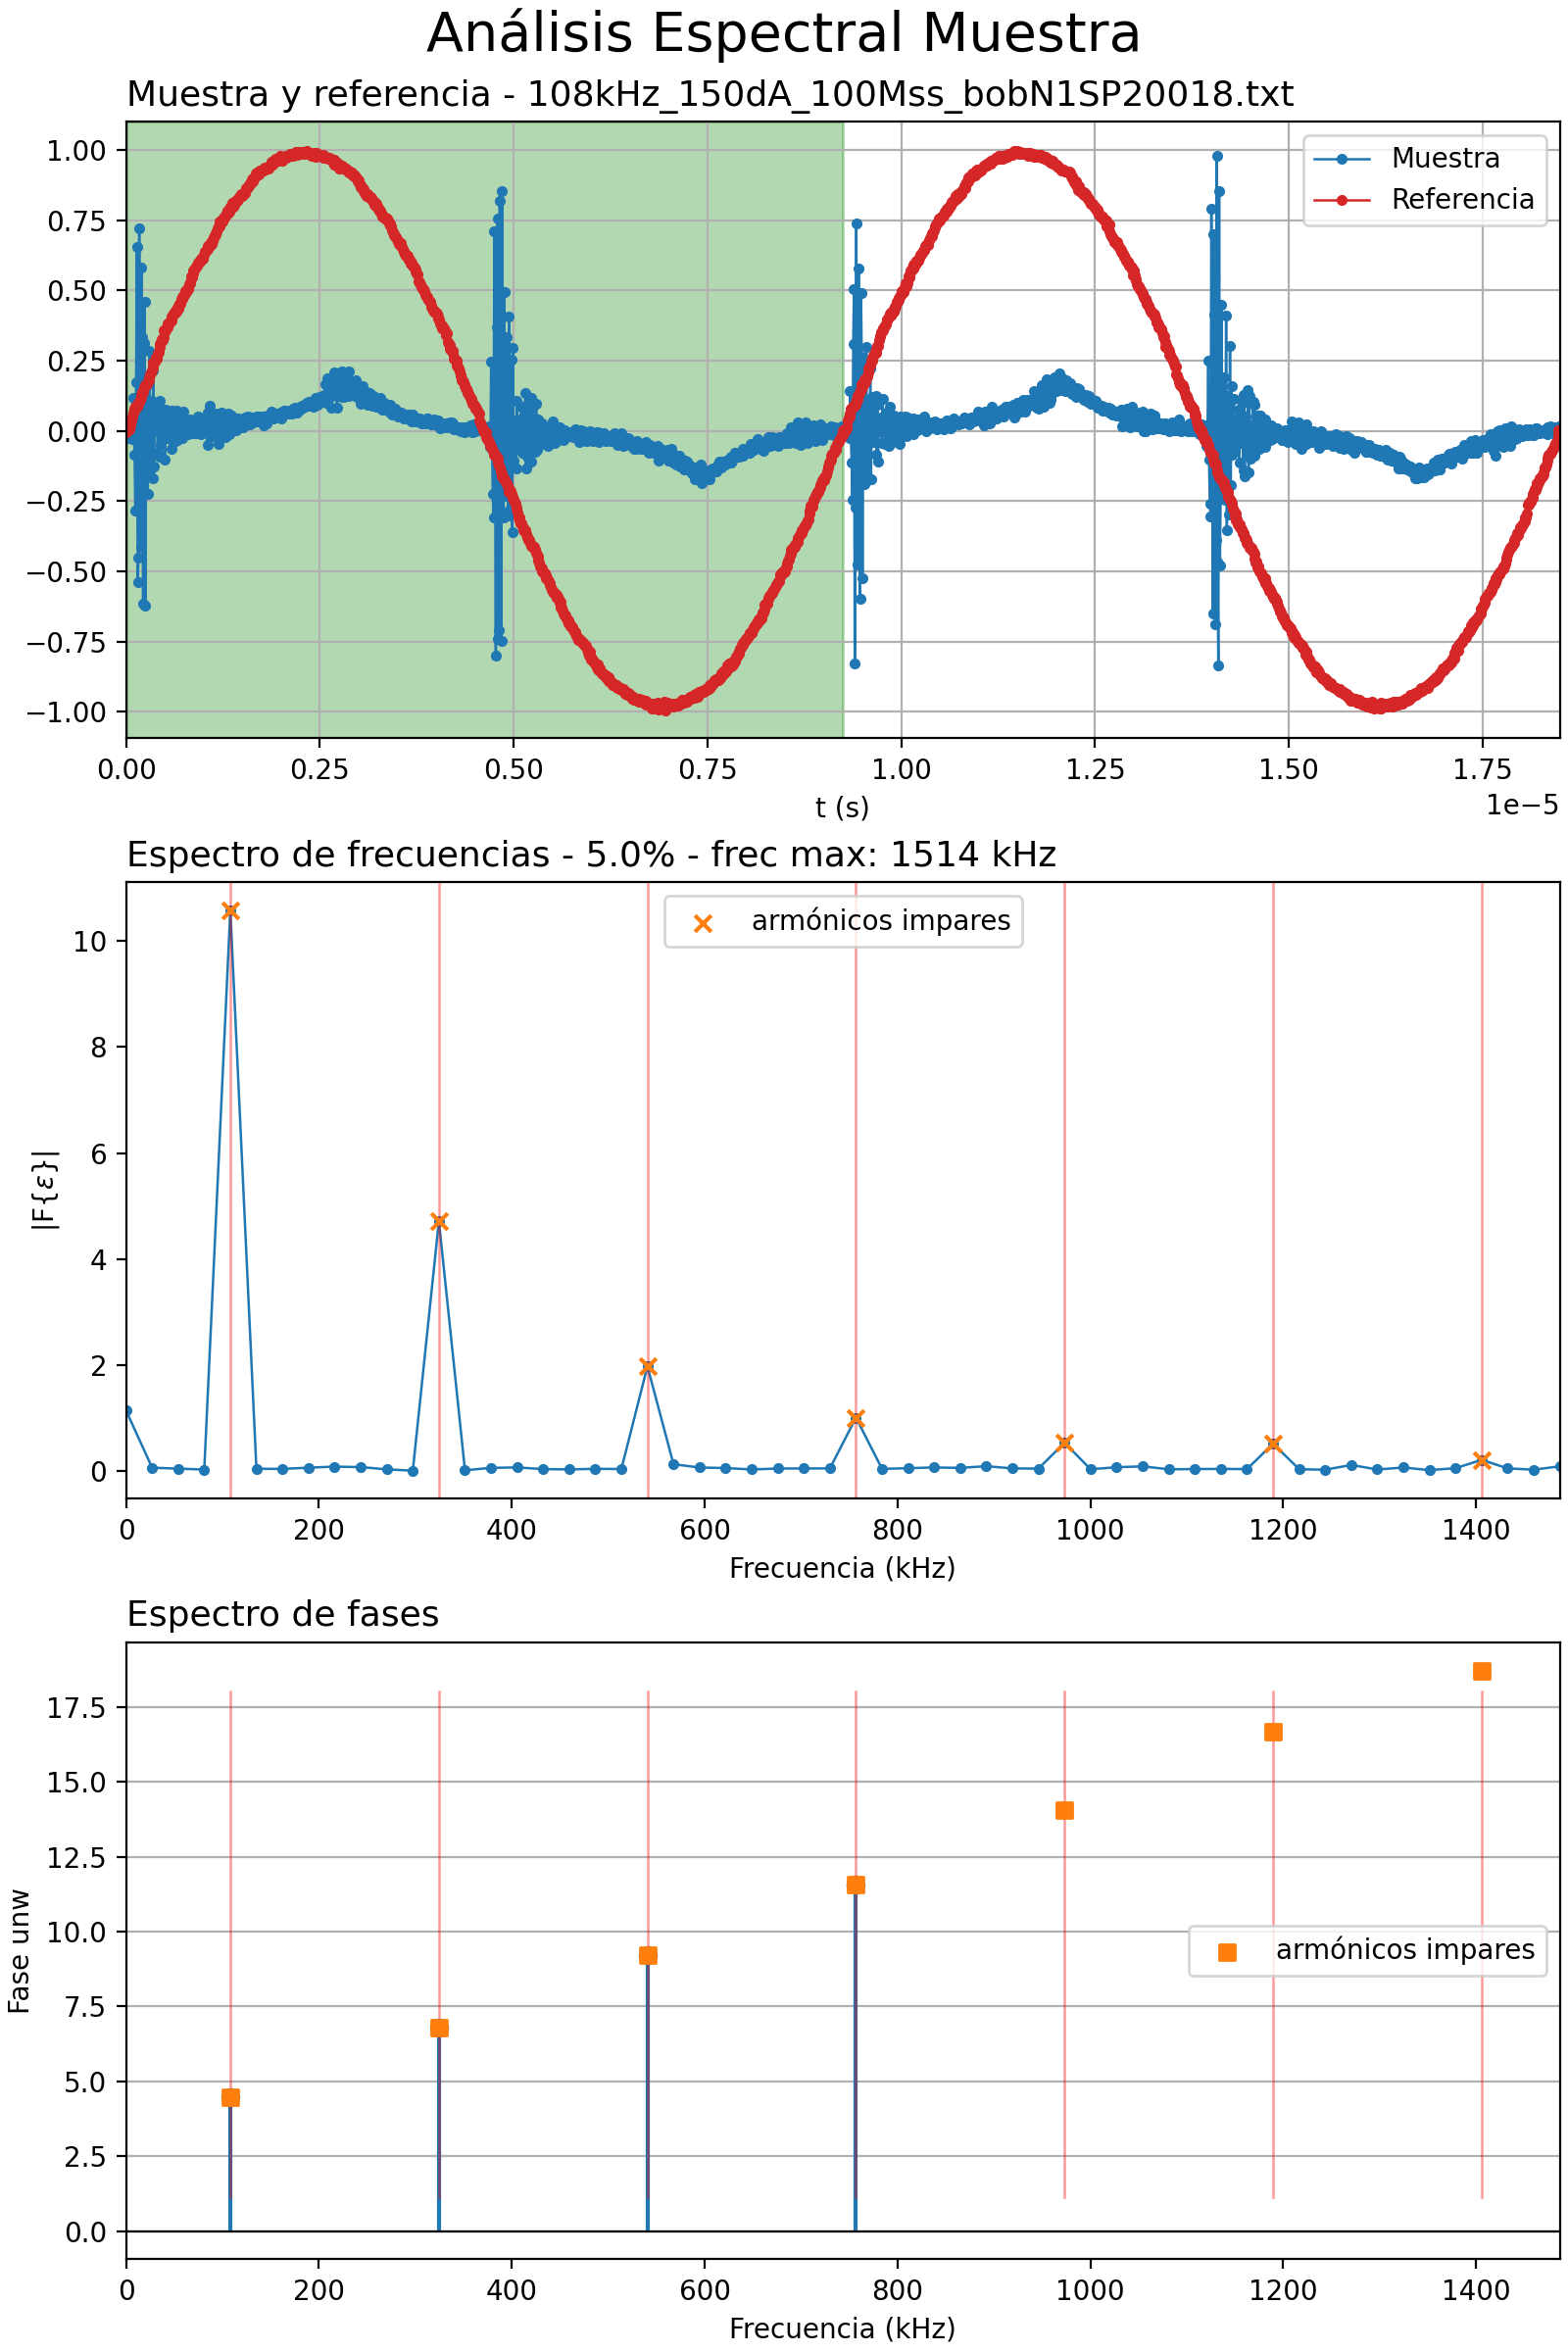 Análisis Espectral Muestra
Muestra y referencia - 108kHz_150dA_100Mss_bobN1SP20018.txt
1.00
0.75
0.50
0.25
0.00
−0.25
−0.50
−0.75
−1.00
Muestra
Referencia
0.00 0.25 0.50 0.75 1.00 1.25 1.50 1.75
t (s)
1e−5
Espectro de frecuencias - 5.0% - frec max: 1514 kHz
armónicos impares
|F{ε}|
10
8
6
4
2
0
0 200 400 600 800 1000 1200 1400
Frecuencia (kHz)
Espectro de fases
Fase unw
17.5
15.0
12.5
10.0
7.5
5.0
2.5
0.0
armónicos impares
0 200 400 600 800 1000 1200 1400
Frecuencia (kHz)